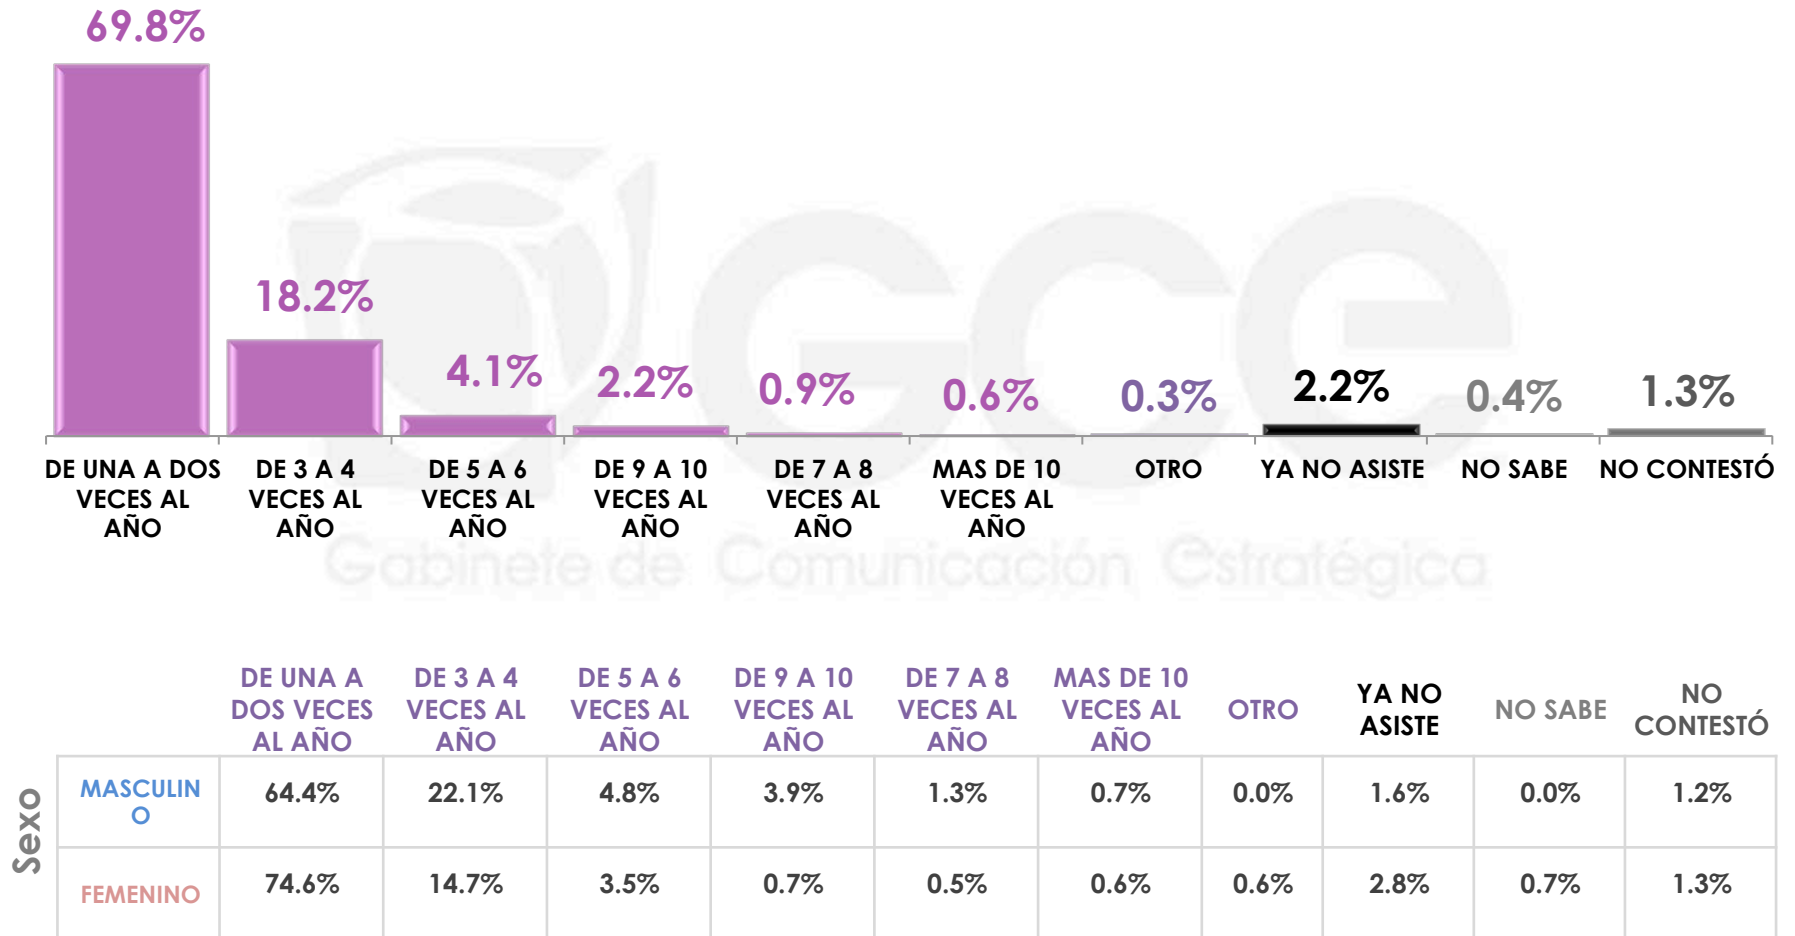 69.8%
18.2%
4.1%
2.2%
0.9%
0.6%
0.3%
2.2%
0.4%
1.3%
DE UNA A DOS
VECES AL
AÑO
DE 3 A 4
VECES AL
AÑO
DE 5 A 6
VECES AL
AÑO
DE 9 A 10
VECES AL
AÑO
DE 7 A 8
VECES AL
AÑO
MAS DE 10
VECES AL
AÑO
OTRO
YA NO ASISTE
NO SABE
NO CONTESTÓ
gce
Gabinete de Comunicación Estratégica
DE UNA A
DOS VECES
AL AÑO
DE 3 A 4
VECES AL
AÑO
DE 5 A 6
VECES AL
AÑO
DE 9 A 10
VECES AL
AÑO
DE 7 A 8
VECES AL
AÑO
MAS DE 10
VECES AL
AÑO
OTRO
YA NO
ASISTE
NO SABE
NO
CONTESTÓ
Sexo
MASCULIN
O
64.4% 22.1% 4.8% 3.9% 1.3% 0.7% 0.0% 1.6% 0.0% 1.2%
FEMENINO 74.6% 14.7% 3.5% 0.7% 0.5% 0.6% 0.6% 2.8% 0.7% 1.3%